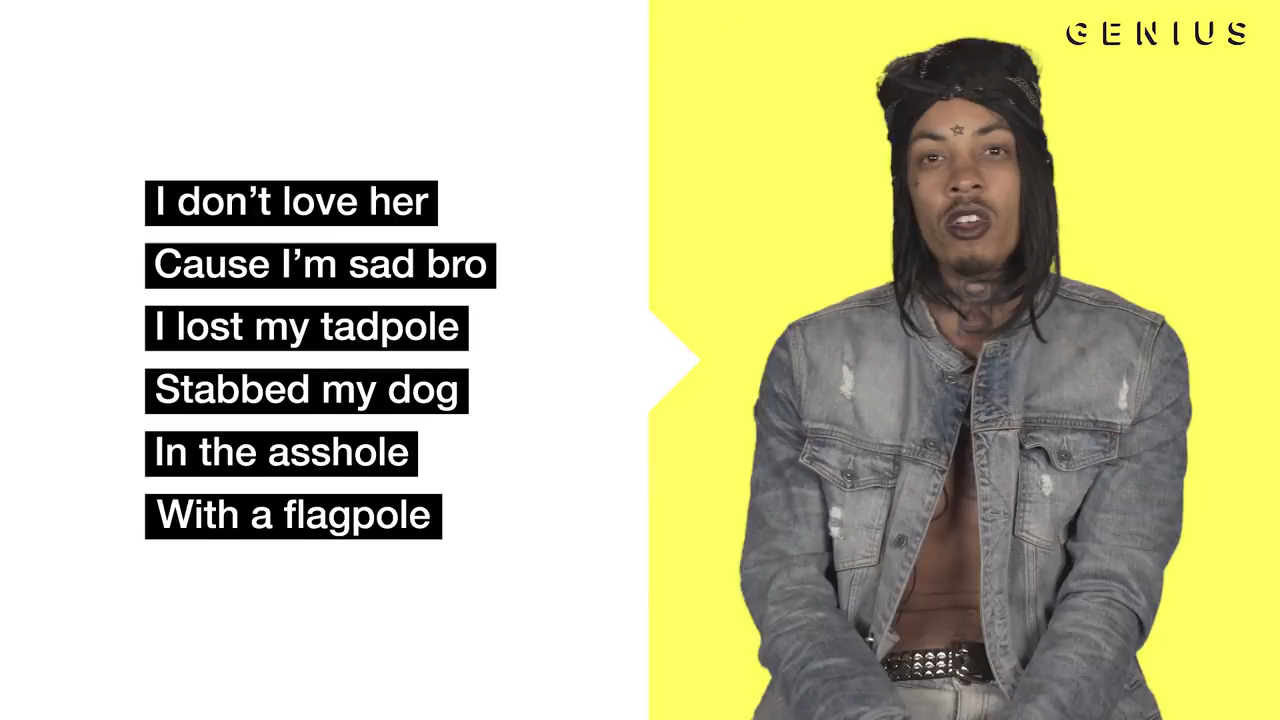 GENIUS
I don’t love her
Cause I’m sad bro
I lost my tadpole
Stabbed my dog
In the asshole
With a flagpole